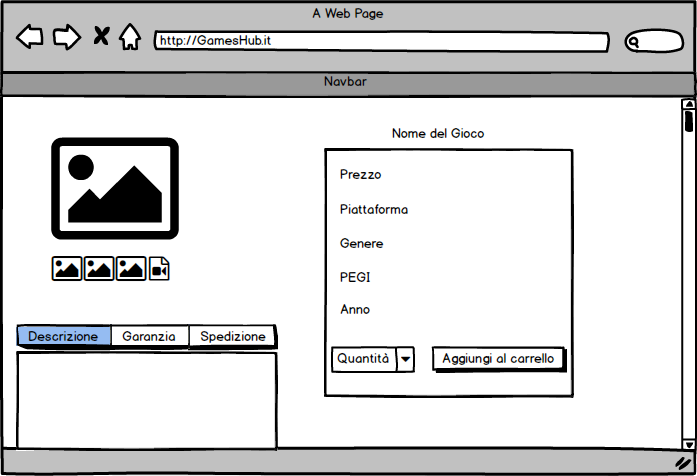 A Web Page
http://GamesHub.it
Navbar
Nome del Gioco
Prezzo
Piattaforma
Genere
PEGI
Anno
Quantità
Aggiungi al carrello
Descrizione
Garanzia
Spedizione